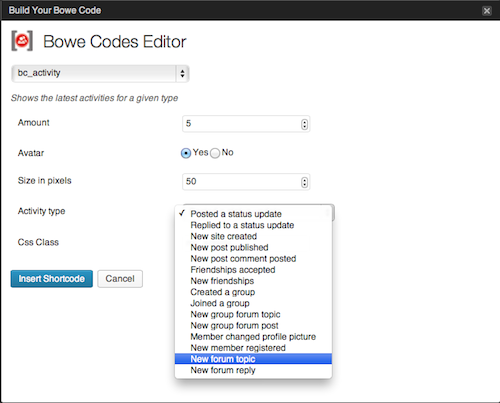 Build Your Bowe Code
Bowe Codes Editor
bc_activity
Shows the latest activities for a given type
Amount
5
Avatar
Yes No
Size in pixels
50
Activity type
✓ Posted a status update
Replied to a status update
New site created
New post published
New post comment posted
Friendships accepted
New friendships
Created a group
Joined a group
New group forum topic
New group forum post
Member changed profile picture
New member registered
New forum topic
New forum reply
Css Class
Insert Shortcode
Cancel